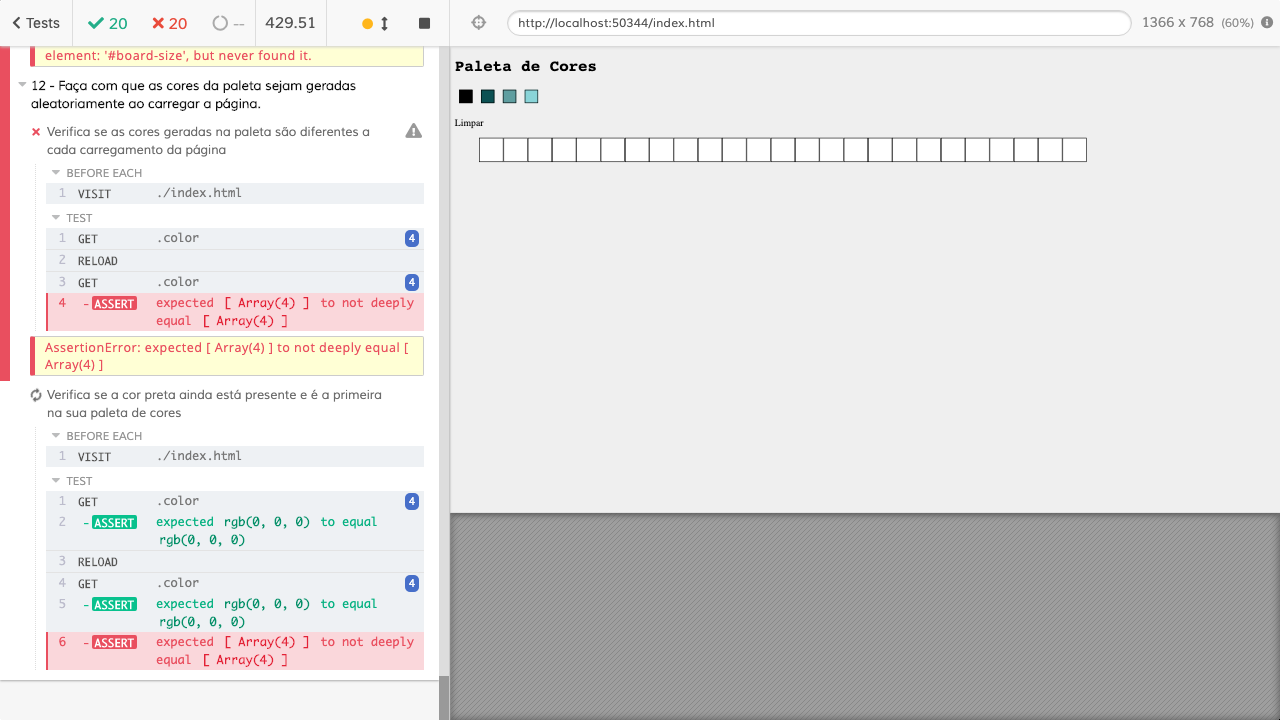 Tests 20 20 -- 429.51 http://localhost:50344/index.html 1366 x 768 (60%)
element: '#board-size', but never found it.
12 - Faça com que as cores da paleta sejam geradas
aleatoriamente ao carregar a página.
Verifica se as cores geradas na paleta são diferentes a
cada carregamento da página
BEFORE EACH
1 VISIT ./index.html
TEST
1 GET .color 4
2 RELOAD
3 GET .color 4
4 -ASSERT expected [ Array(4) ] to not deeply
equal [ Array(4) ]
AssertionError: expected [ Array(4) ] to not deeply equal [
Array(4) ]
Verifica se a cor preta ainda está presente e é a primeira
na sua paleta de cores
BEFORE EACH
1 VISIT ./index.html
TEST
1 GET .color 4
2 -ASSERT expected rgb(0, 0, 0) to equal
rgb(0, 0, 0)
3 RELOAD
4 GET .color 4
5 -ASSERT expected rgb(0, 0, 0) to equal
rgb(0, 0, 0)
6 -ASSERT expected [ Array(4) ] to not deeply
equal [ Array(4) ]
Paleta de Cores
Limpar